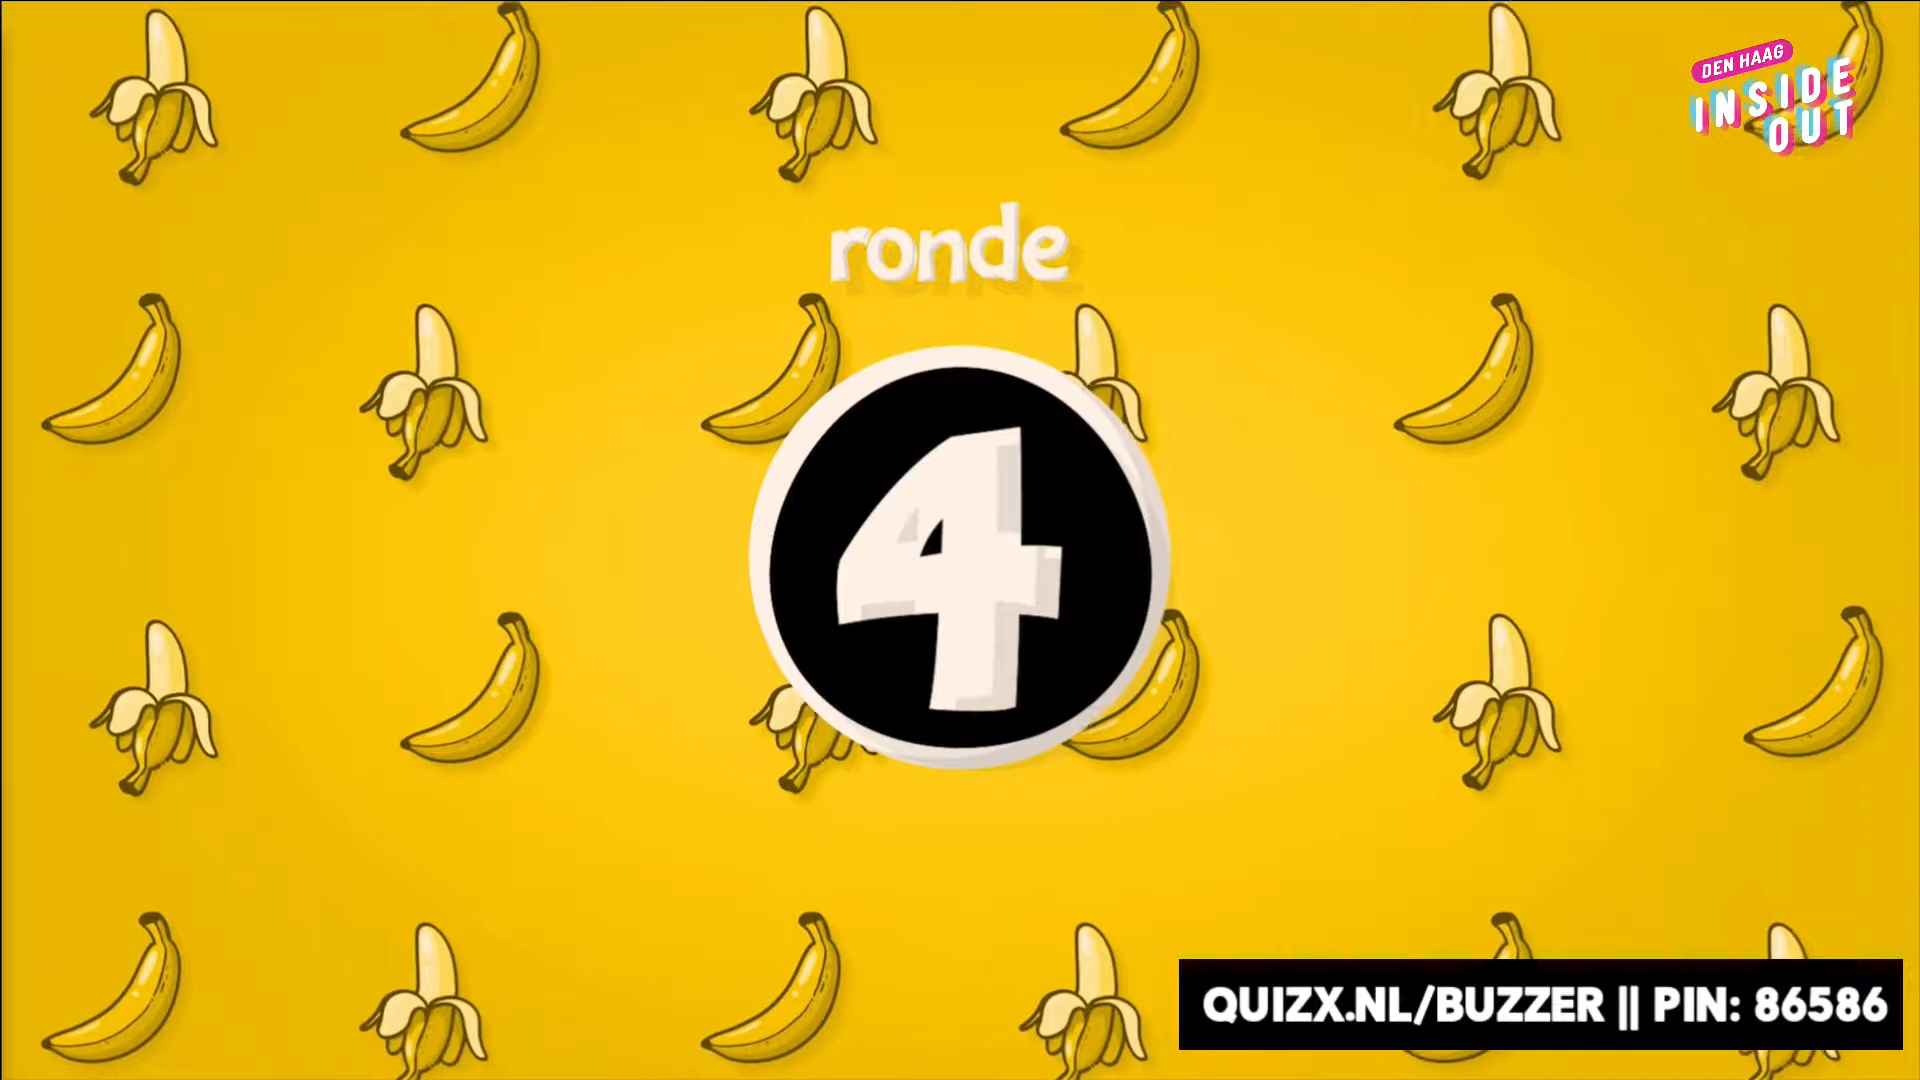 DEN HAAG
INSIDE
OUT
ronde
4
QUIZX.NL/BUZZER || PIN: 86586